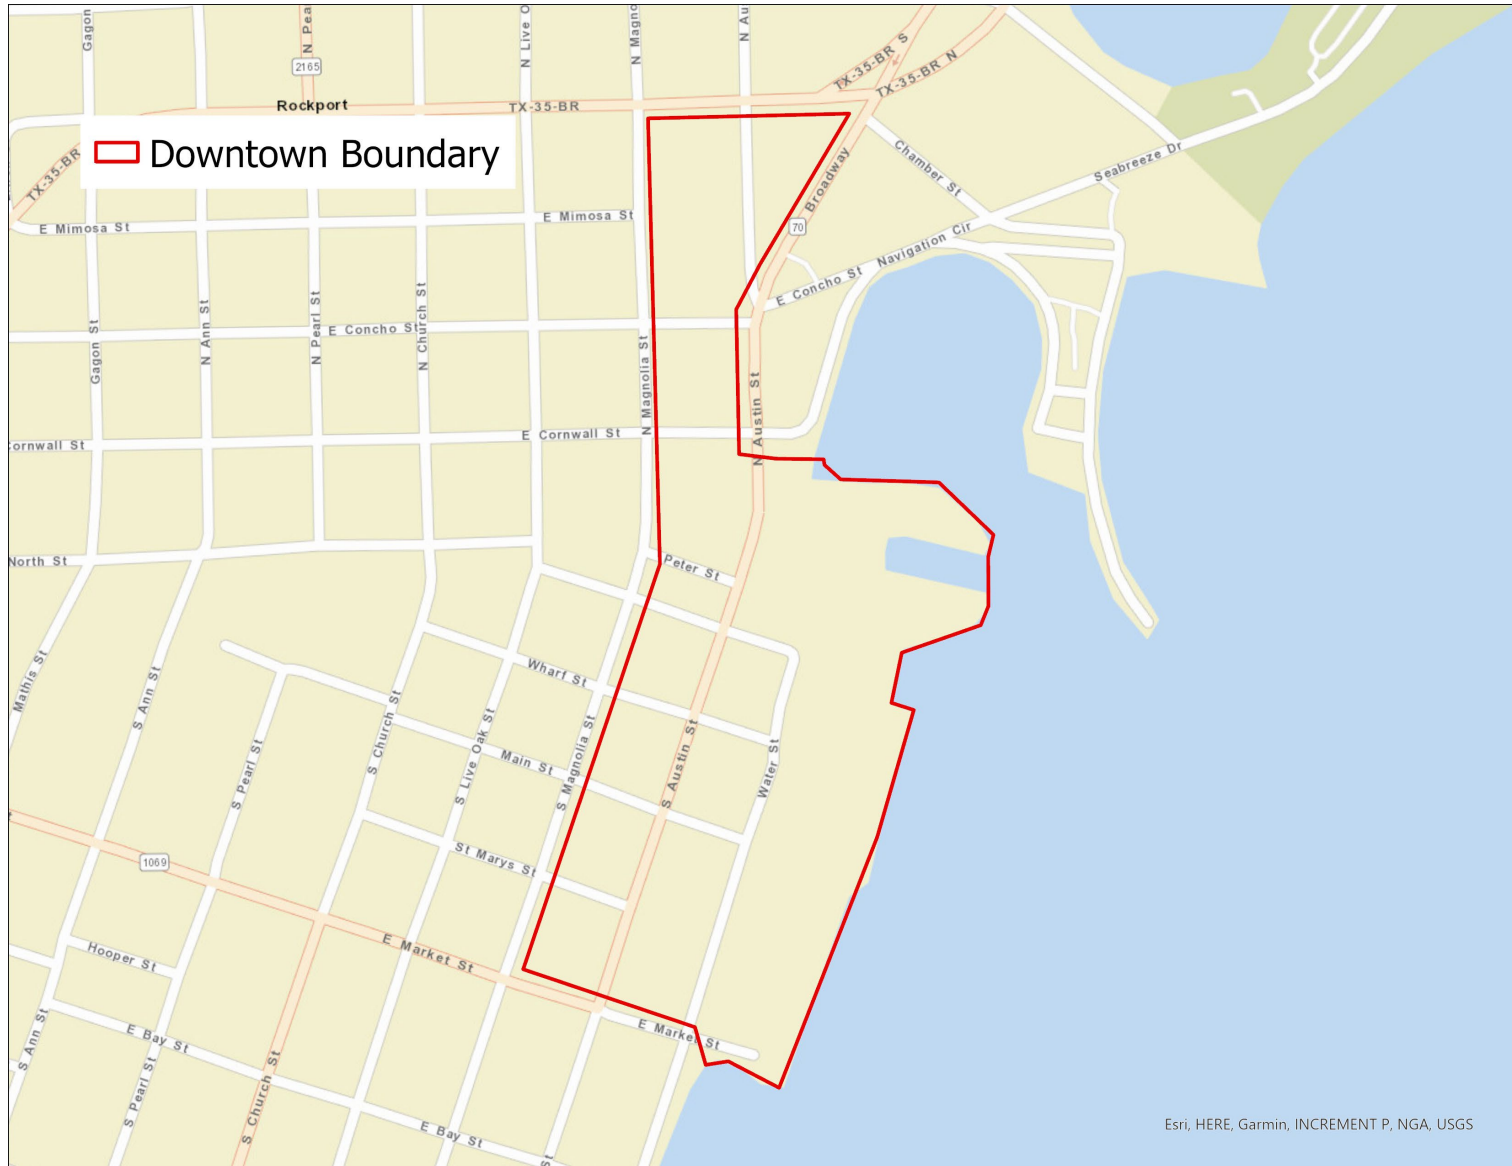 Gagon
N Pea
N Live O
N Magno
N Au
TX-35-BR S
TX-35-BR N
2165
Rockport
TX-35-BR
Downtown Boundary
TX-35-BR
Chamber St
Seabreeze Dr
Broadway
E Mimosa St
E Mimosa St
70
Navigation Cir
E Concho St
E Concho St
Gagon St
N Ann St
N Pearl St
N Church St
N Magnolia St
N Austin St
Cornwall St
E Cornwall St
North St
Peter St
Mathis St
S Ann St
Wharf St
S Church St
S Pearl St
S Live Oak St
Main St
S Magnolia St
S Austin St
Water St
1069
St Marys St
Hooper St
E Market St
E Market St
S Ann St
E Bay St
S Pearl St
S Church St
E Bay St
St
Esri, HERE, Garmin, INCREMENT P, NGA, USGS